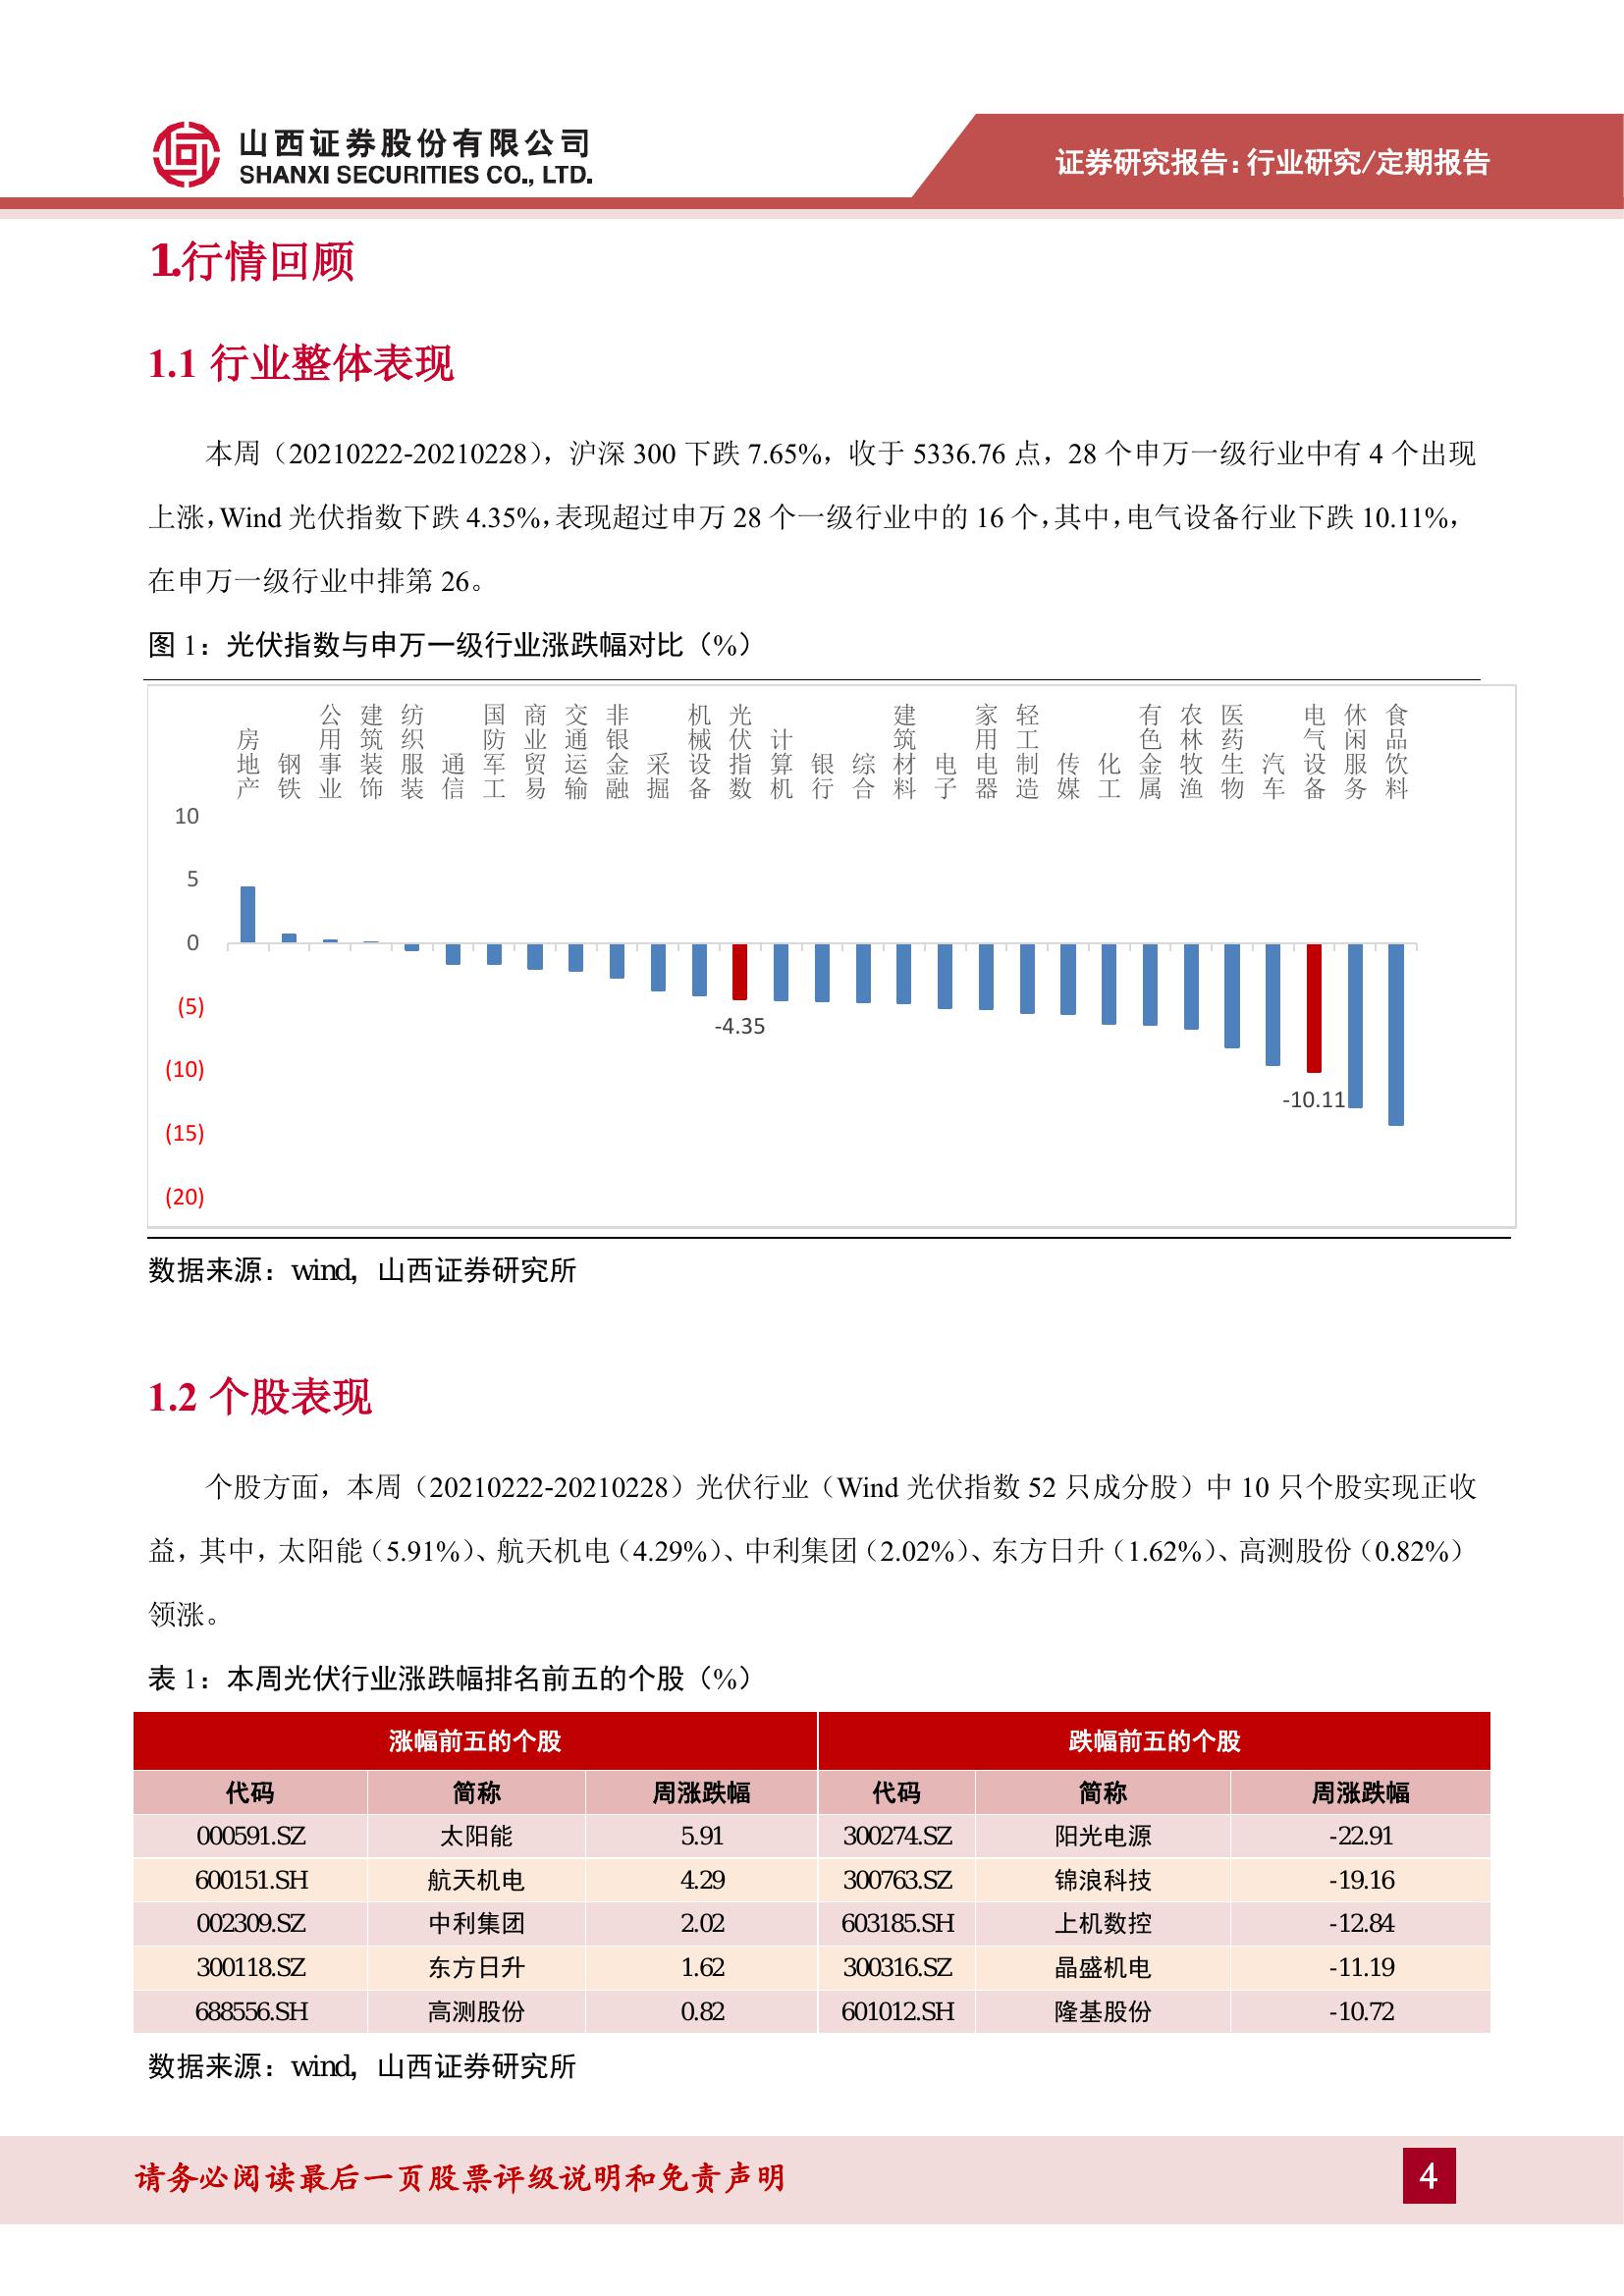 山西证券股份有限公司
SHANXI SECURITIES CO., LTD.
证券研究报告:行业研究/定期报告
1.行情回顾
1.1 行业整体表现
本周（20210222-20210228），沪深 300 下跌 7.65%，收于 5336.76 点，28 个申万一级行业中有 4 个出现
上涨，Wind 光伏指数下跌 4.35%，表现超过申万 28 个一级行业中的 16 个，其中，电气设备行业下跌 10.11%，
在申万一级行业中排第 26。
图 1：光伏指数与申万一级行业涨跌幅对比（%）
房地产 钢铁 公用事业 建筑装饰 纺织服装 通信 国防军工 商业贸易 交通运输 非银金融 采掘 机械设备 光伏指数 计算机 银行 综合 建筑材料 电子 家用电器 轻工制造 传媒 化工 有色金属 农林牧渔 医药生物 汽车 电气设备 休闲服务 食品饮料
10
5
0
(5)
-4.35
(10)
-10.11
(15)
(20)
数据来源：wind，山西证券研究所
1.2 个股表现
个股方面，本周（20210222-20210228）光伏行业（Wind 光伏指数 52 只成分股）中 10 只个股实现正收
益，其中，太阳能（5.91%）、航天机电（4.29%）、中利集团（2.02%）、东方日升（1.62%）、高测股份（0.82%）
领涨。
表 1：本周光伏行业涨跌幅排名前五的个股（%）
涨幅前五的个股 跌幅前五的个股
代码 简称 周涨跌幅 代码 简称 周涨跌幅
000591.SZ 太阳能 5.91 300274.SZ 阳光电源 -22.91
600151.SH 航天机电 4.29 300763.SZ 锦浪科技 -19.16
002309.SZ 中利集团 2.02 603185.SH 上机数控 -12.84
300118.SZ 东方日升 1.62 300316.SZ 晶盛机电 -11.19
688556.SH 高测股份 0.82 601012.SH 隆基股份 -10.72
数据来源：wind，山西证券研究所
请务必阅读最后一页股票评级说明和免责声明
4